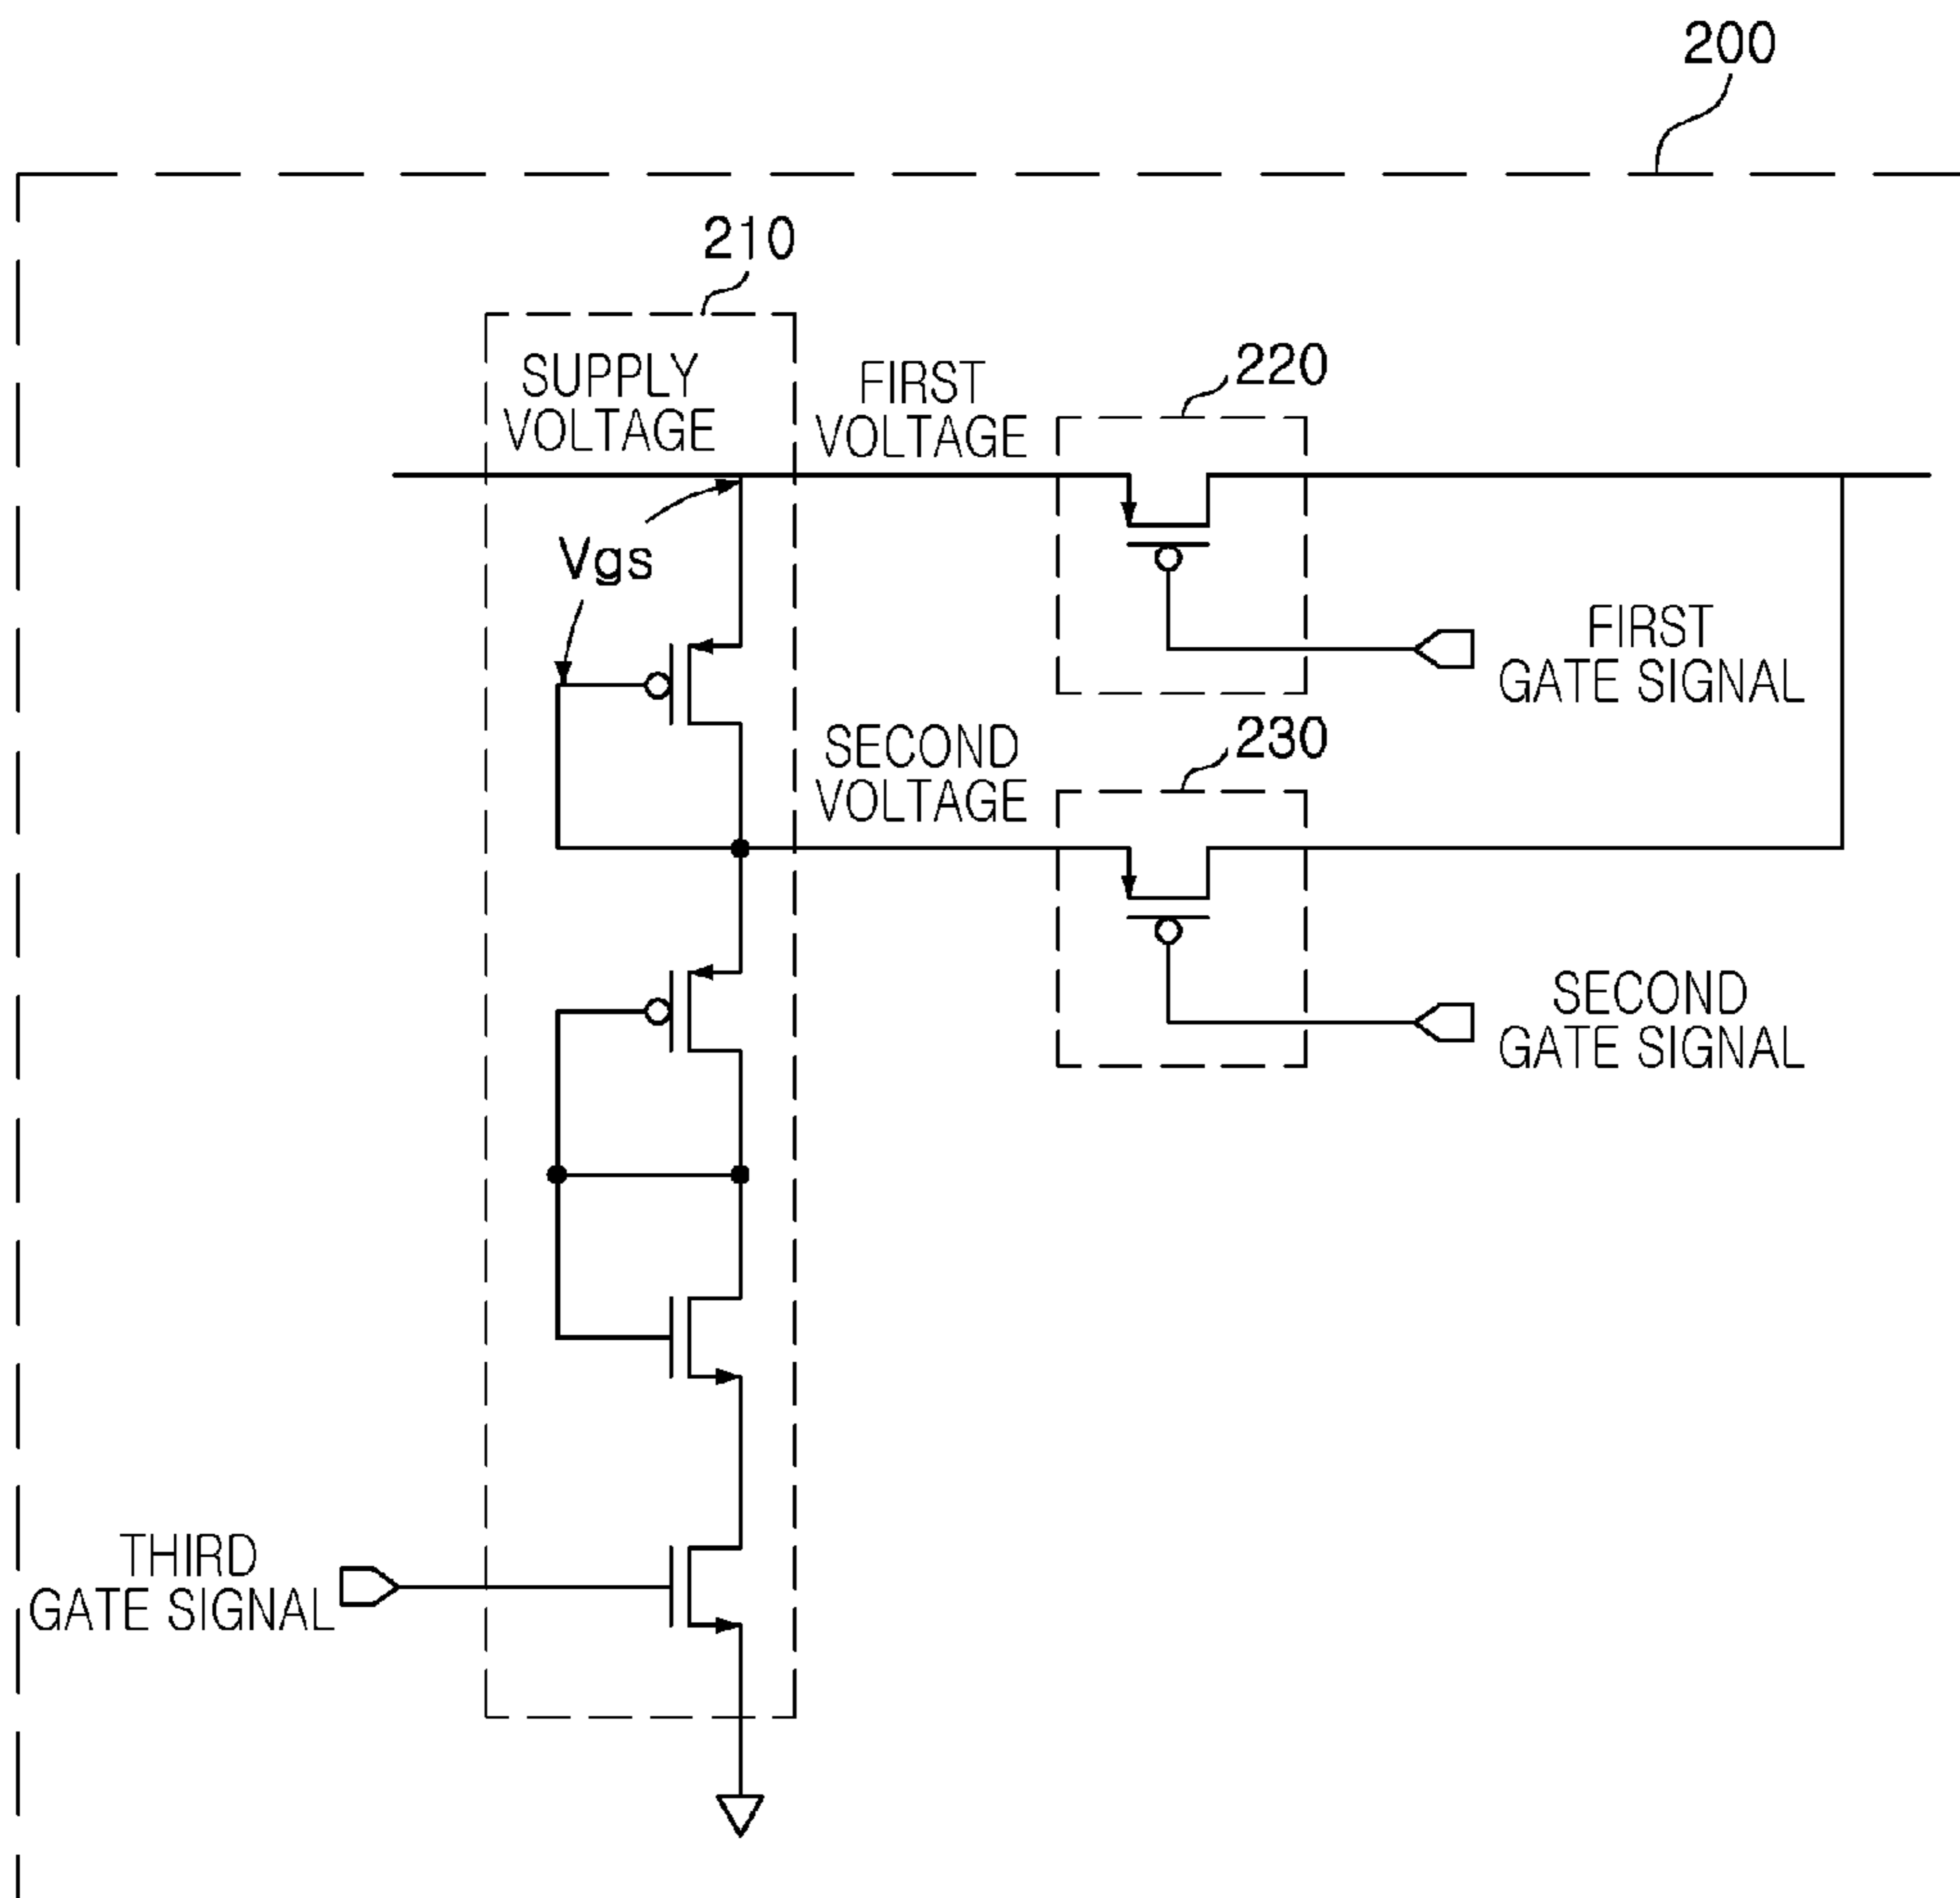 200
210
SUPPLY
VOLTAGE
FIRST
VOLTAGE
220
Vgs
FIRST
GATE SIGNAL
SECOND
VOLTAGE
230
SECOND
GATE SIGNAL
THIRD
GATE SIGNAL